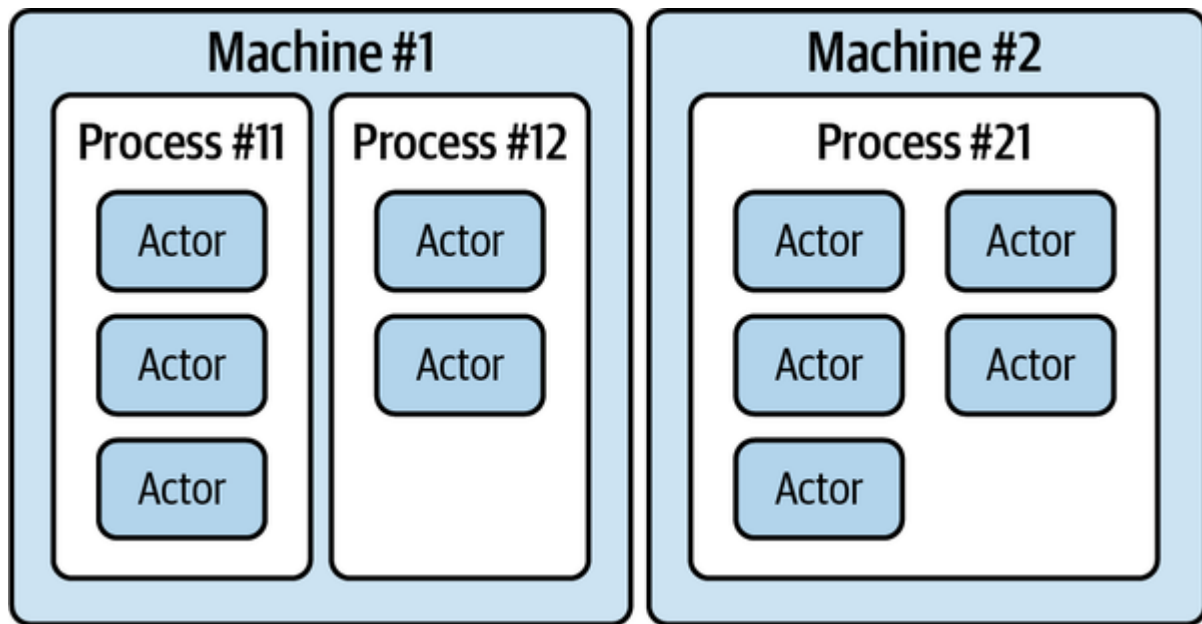 Machine #1
Process #11
Actor
Actor
Actor
Process #12
Actor
Actor
Machine #2
Process #21
Actor
Actor
Actor
Actor
Actor